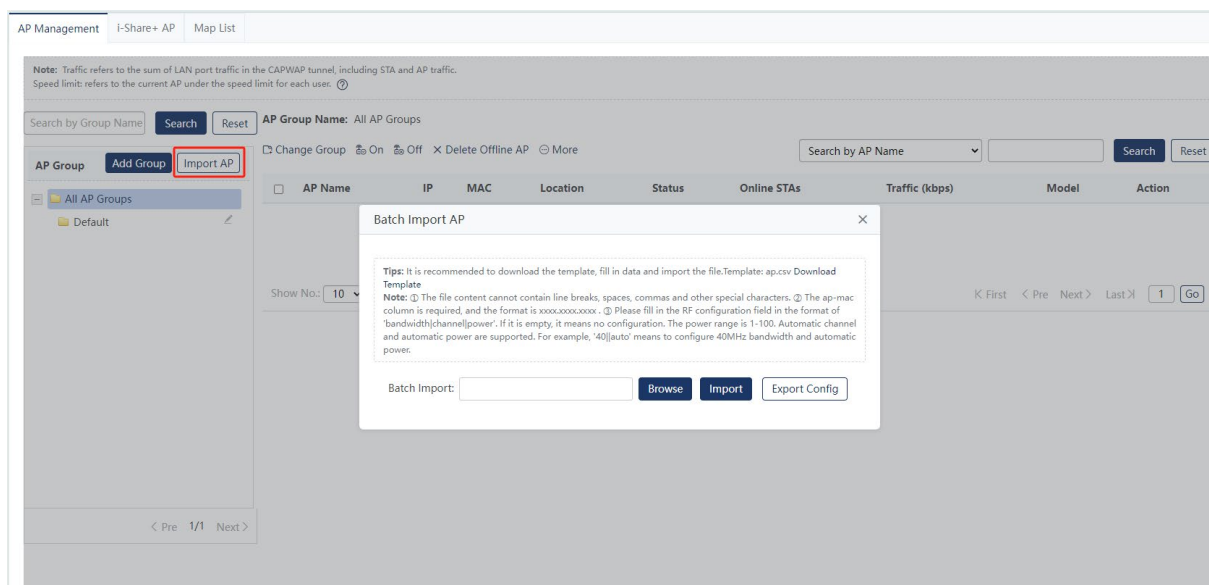 AP Management i-Share+ AP Map List
Note: Traffic refers to the sum of LAN port traffic in the CAPWAP tunnel, including STA and AP traffic.
Speed limit: refers to the current AP under the speed limit for each user. ?
Search by Group Name Search Reset AP Group Name: All AP Groups
Change Group On Off Delete Offline AP More Search by AP Name Search Reset
AP Group Add Group Import AP
AP Name IP MAC Location Status Online STAs Traffic (kbps) Model Action
All AP Groups
Default
Batch Import AP
Tips: It is recommended to download the template, fill in data and import the file.Template: ap.csv Download
Template
Note: ① The file content cannot contain line breaks, spaces, commas and other special characters. ② The ap-mac
column is required, and the format is xxxx.xxxx.xxxx . ③ Please fill in the RF configuration field in the format of
'bandwidth|channel|power'. If it is empty, it means no configuration. The power range is 1-100. Automatic channel
and automatic power are supported. For example, '40||auto' means to configure 40MHz bandwidth and automatic
power.
Show No.: 10 First Pre Next Last 1 Go
Batch Import: Browse Import Export Config
Pre 1/1 Next